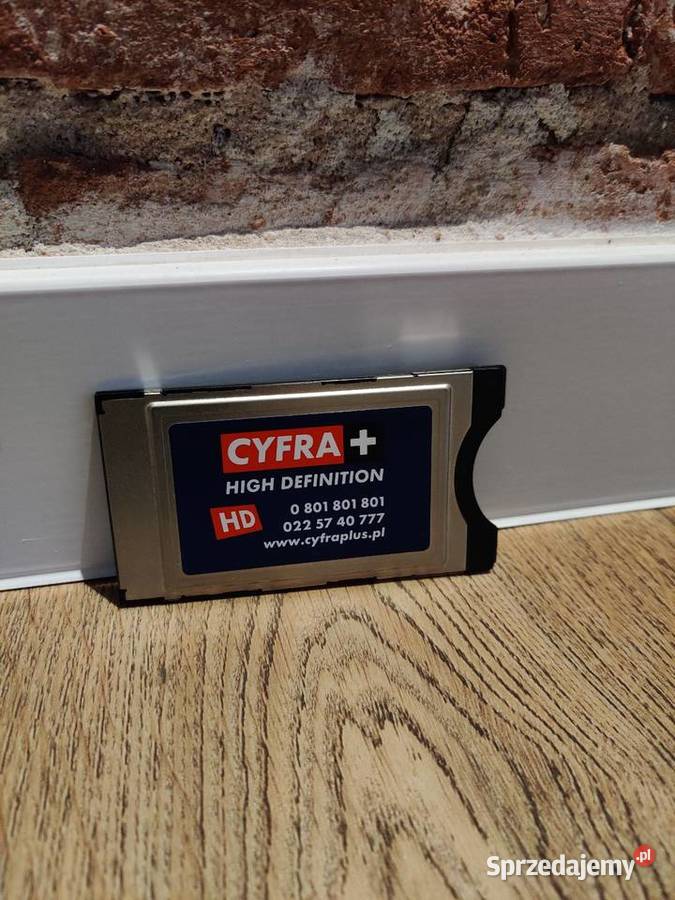 CYFRA+
HIGH DEFINITION
HD
0 801 801 801
022 57 40 777
www.cyfraplus.pl
Sprzedajemy.pl